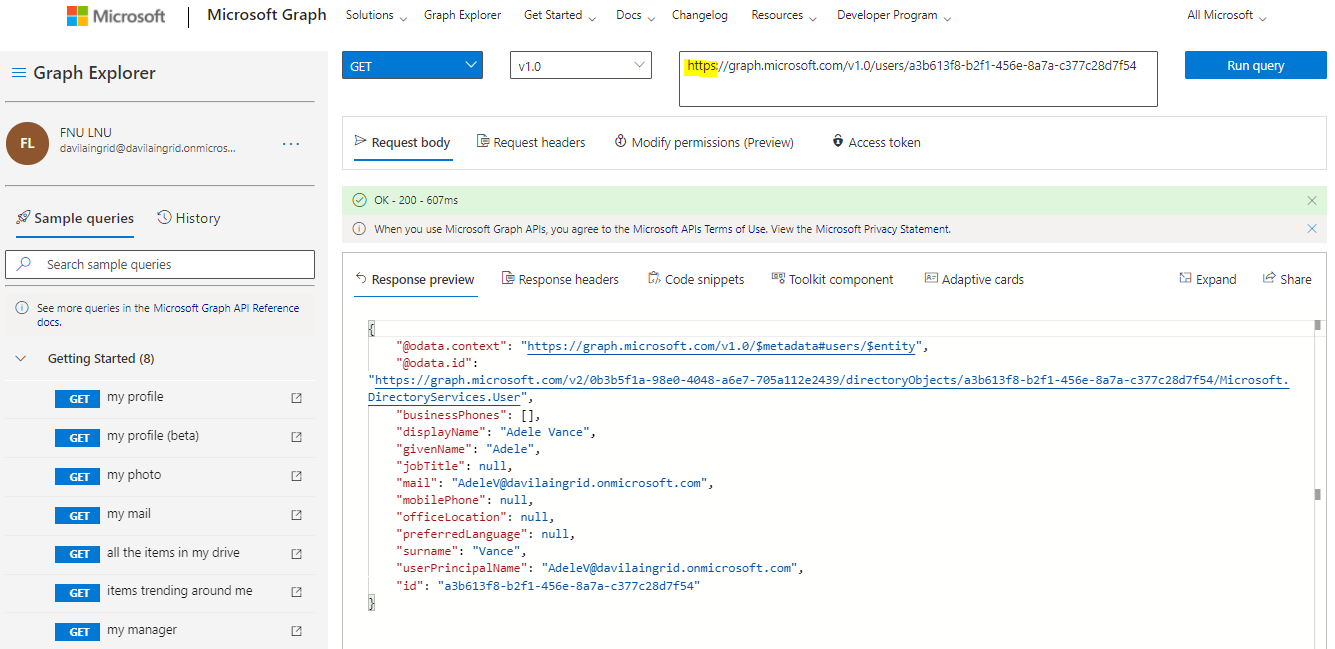 Microsoft | Microsoft Graph Solutions Graph Explorer Get Started Docs Changelog Resources Developer Program All Microsoft
Graph Explorer
FL
FNU LNU
davilaingrid@davilaingrid.onmicros...
...
Sample queries History
Search sample queries
See more queries in the Microsoft Graph API Reference
docs.
Getting Started (8)
GET my profile
GET my profile (beta)
GET my photo
GET my mail
GET all the items in my drive
GET items trending around me
GET my manager
GET v1.0 https://graph.microsoft.com/v1.0/users/a3b613f8-b2f1-456e-8a7a-c377c28d7f54 Run query
Request body Request headers Modify permissions (Preview) Access token
OK - 200 - 607ms
When you use Microsoft Graph APIs, you agree to the Microsoft APIs Terms of Use. View the Microsoft Privacy Statement.
Response preview Response headers Code snippets Toolkit component Adaptive cards Expand Share
{
"@odata.context": "https://graph.microsoft.com/v1.0/$metadata#users/$entity",
"@odata.id":
"https://graph.microsoft.com/v2/0b3b5f1a-98e0-4048-a6e7-705a112e2439/directoryObjects/a3b613f8-b2f1-456e-8a7a-c377c28d7f54/Microsoft.
DirectoryServices.User",
"businessPhones": [],
"displayName": "Adele Vance",
"givenName": "Adele",
"jobTitle": null,
"mail": "AdeleV@davilaingrid.onmicrosoft.com",
"mobilePhone": null,
"officeLocation": null,
"preferredLanguage": null,
"surname": "Vance",
"userPrincipalName": "AdeleV@davilaingrid.onmicrosoft.com",
"id": "a3b613f8-b2f1-456e-8a7a-c377c28d7f54"
}